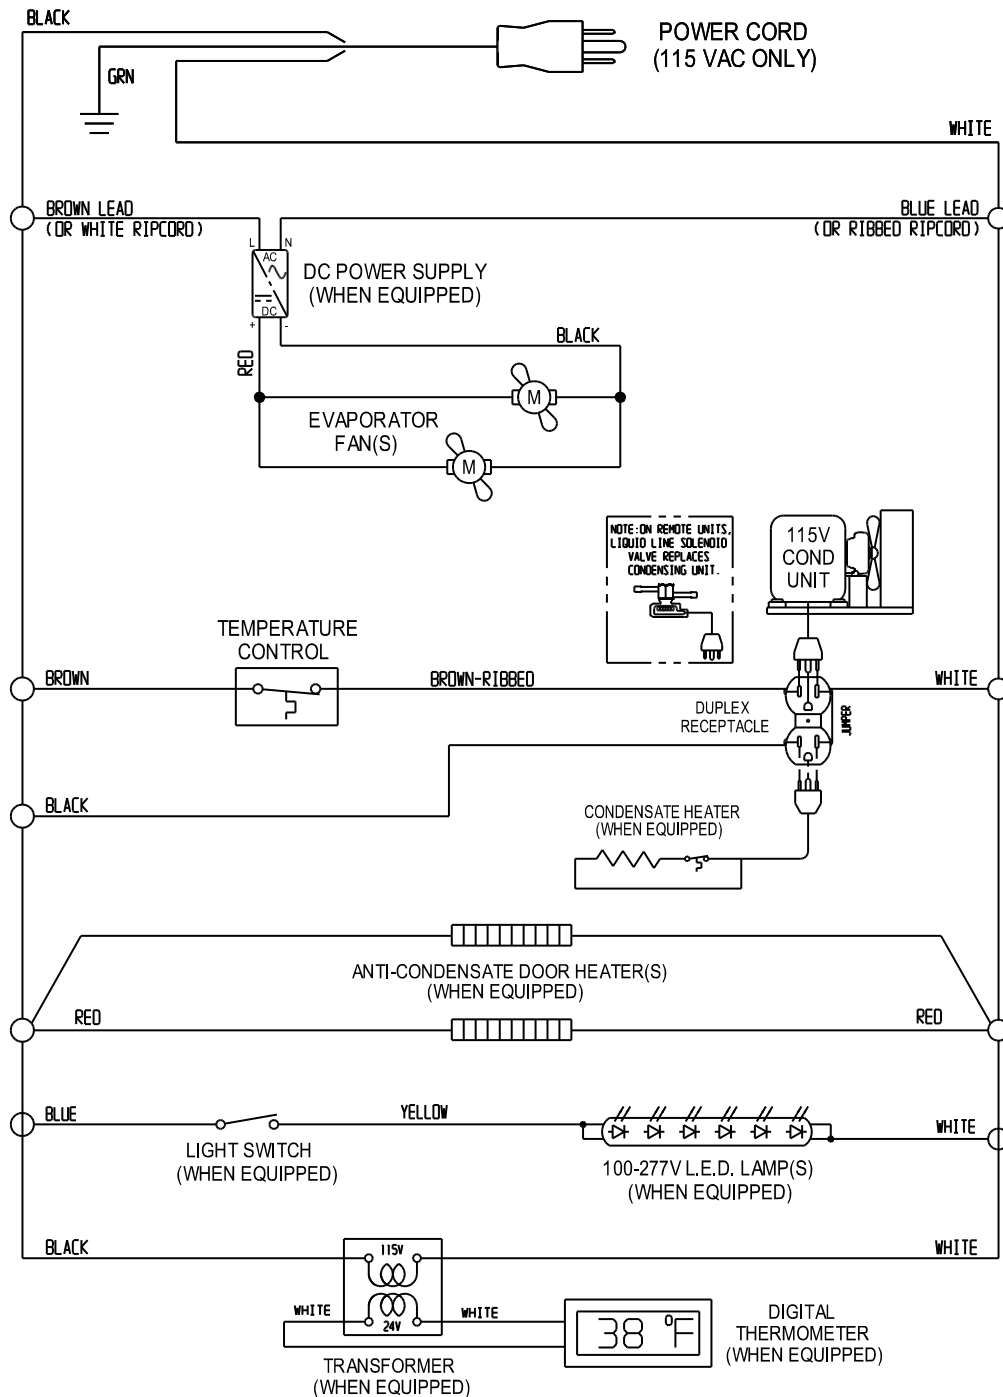 BLACK
POWER CORD
(115 VAC ONLY)
GRN
WHITE
BROWN LEAD
(OR WHITE RIPCORD)
BLUE LEAD
(OR RIBBED RIPCORD)
L
N
AC
DC
+
-
DC POWER SUPPLY
(WHEN EQUIPPED)
BLACK
RED
M
EVAPORATOR
FAN(S)
M
NOTE:ON REMOTE UNITS,
LIQUID LINE SOLENOID
VALVE REPLACES
CONDENSING UNIT.
115V
COND
UNIT
TEMPERATURE
CONTROL
BROWN
BROWN-RIBBED
WHITE
DUPLEX
RECEPTACLE
JUMPER
BLACK
CONDENSATE HEATER
(WHEN EQUIPPED)
ANTI-CONDENSATE DOOR HEATER(S)
(WHEN EQUIPPED)
RED
RED
BLUE
YELLOW
WHITE
LIGHT SWITCH
(WHEN EQUIPPED)
100-277V L.E.D. LAMP(S)
(WHEN EQUIPPED)
BLACK
115V
WHITE
WHITE
24V
WHITE
38 °F
DIGITAL
THERMOMETER
(WHEN EQUIPPED)
TRANSFORMER
(WHEN EQUIPPED)